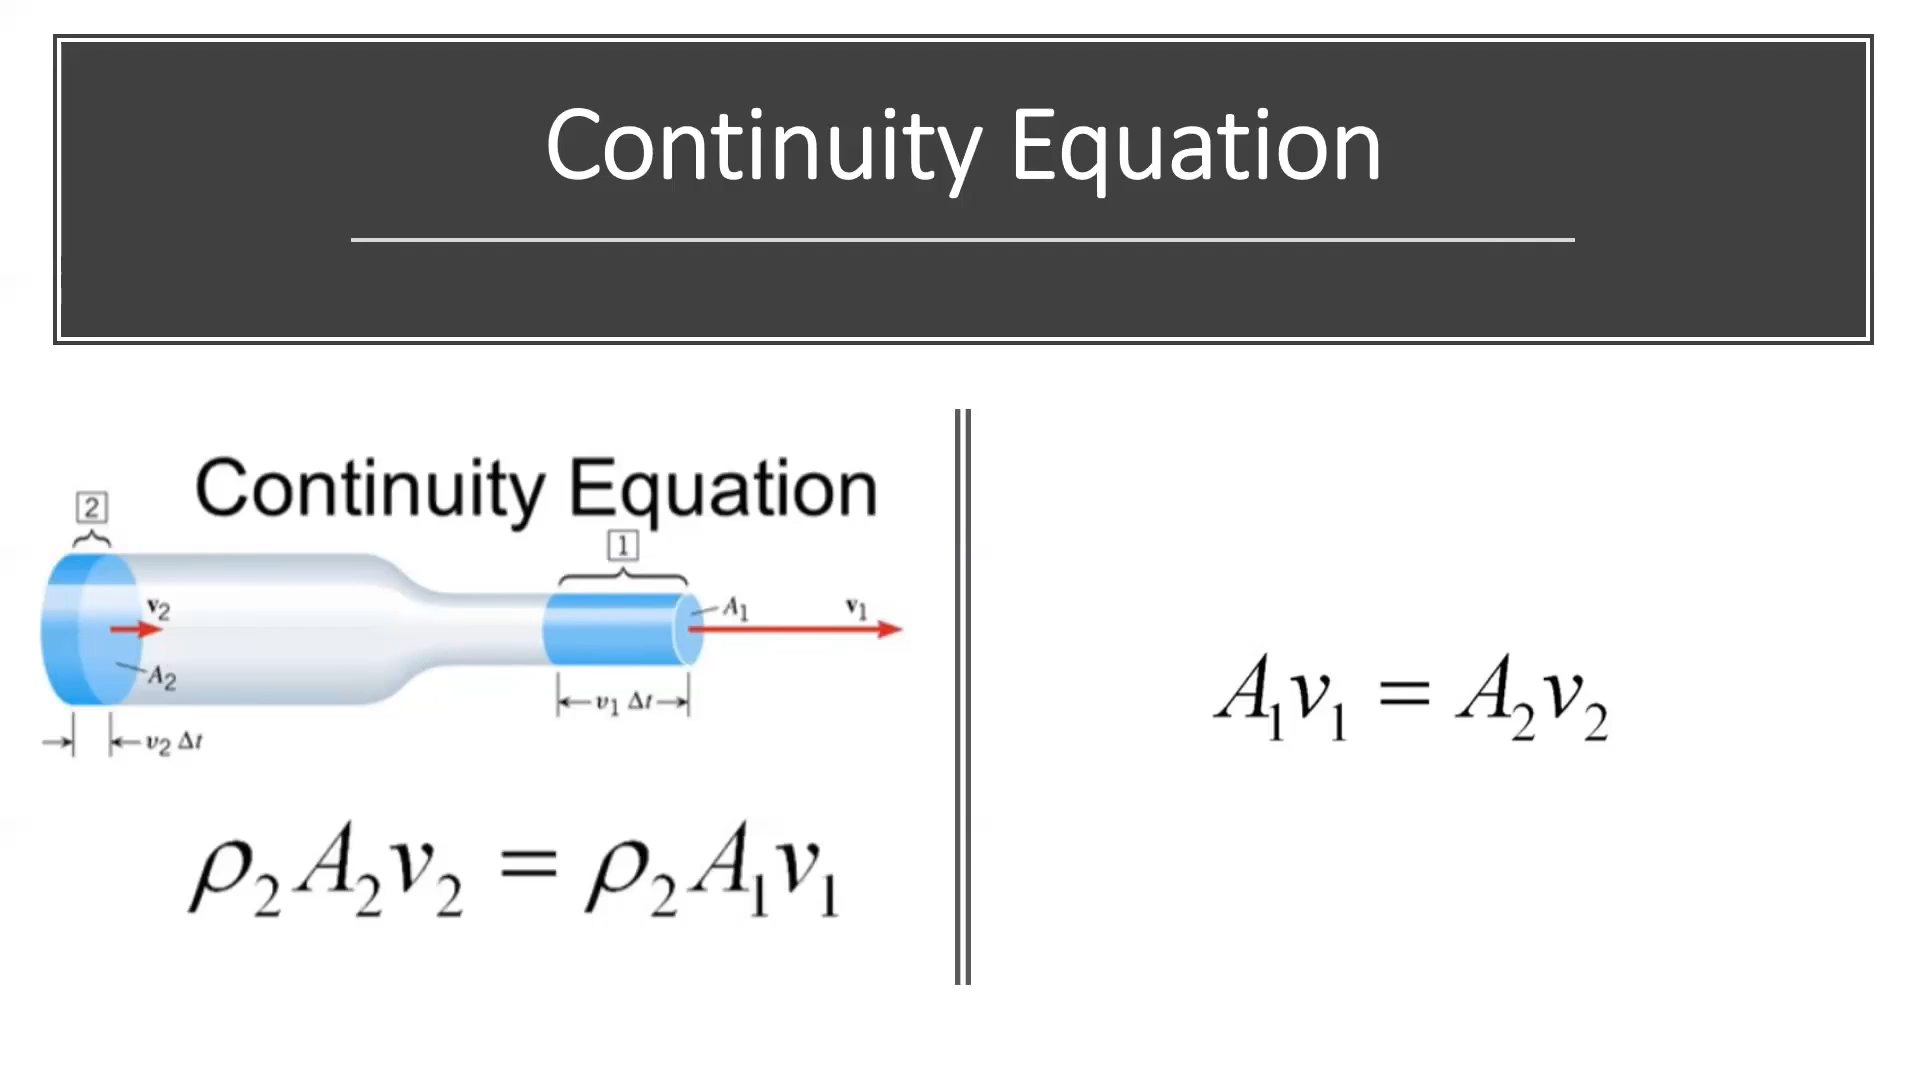 Continuity Equation
Continuity Equation
2
1
v₂
A₁
v₁
A₂
v₁ Δt
v₂ Δt
ρ₂A₂v₂ = ρ₂A₁v₁
A₁v₁ = A₂v₂